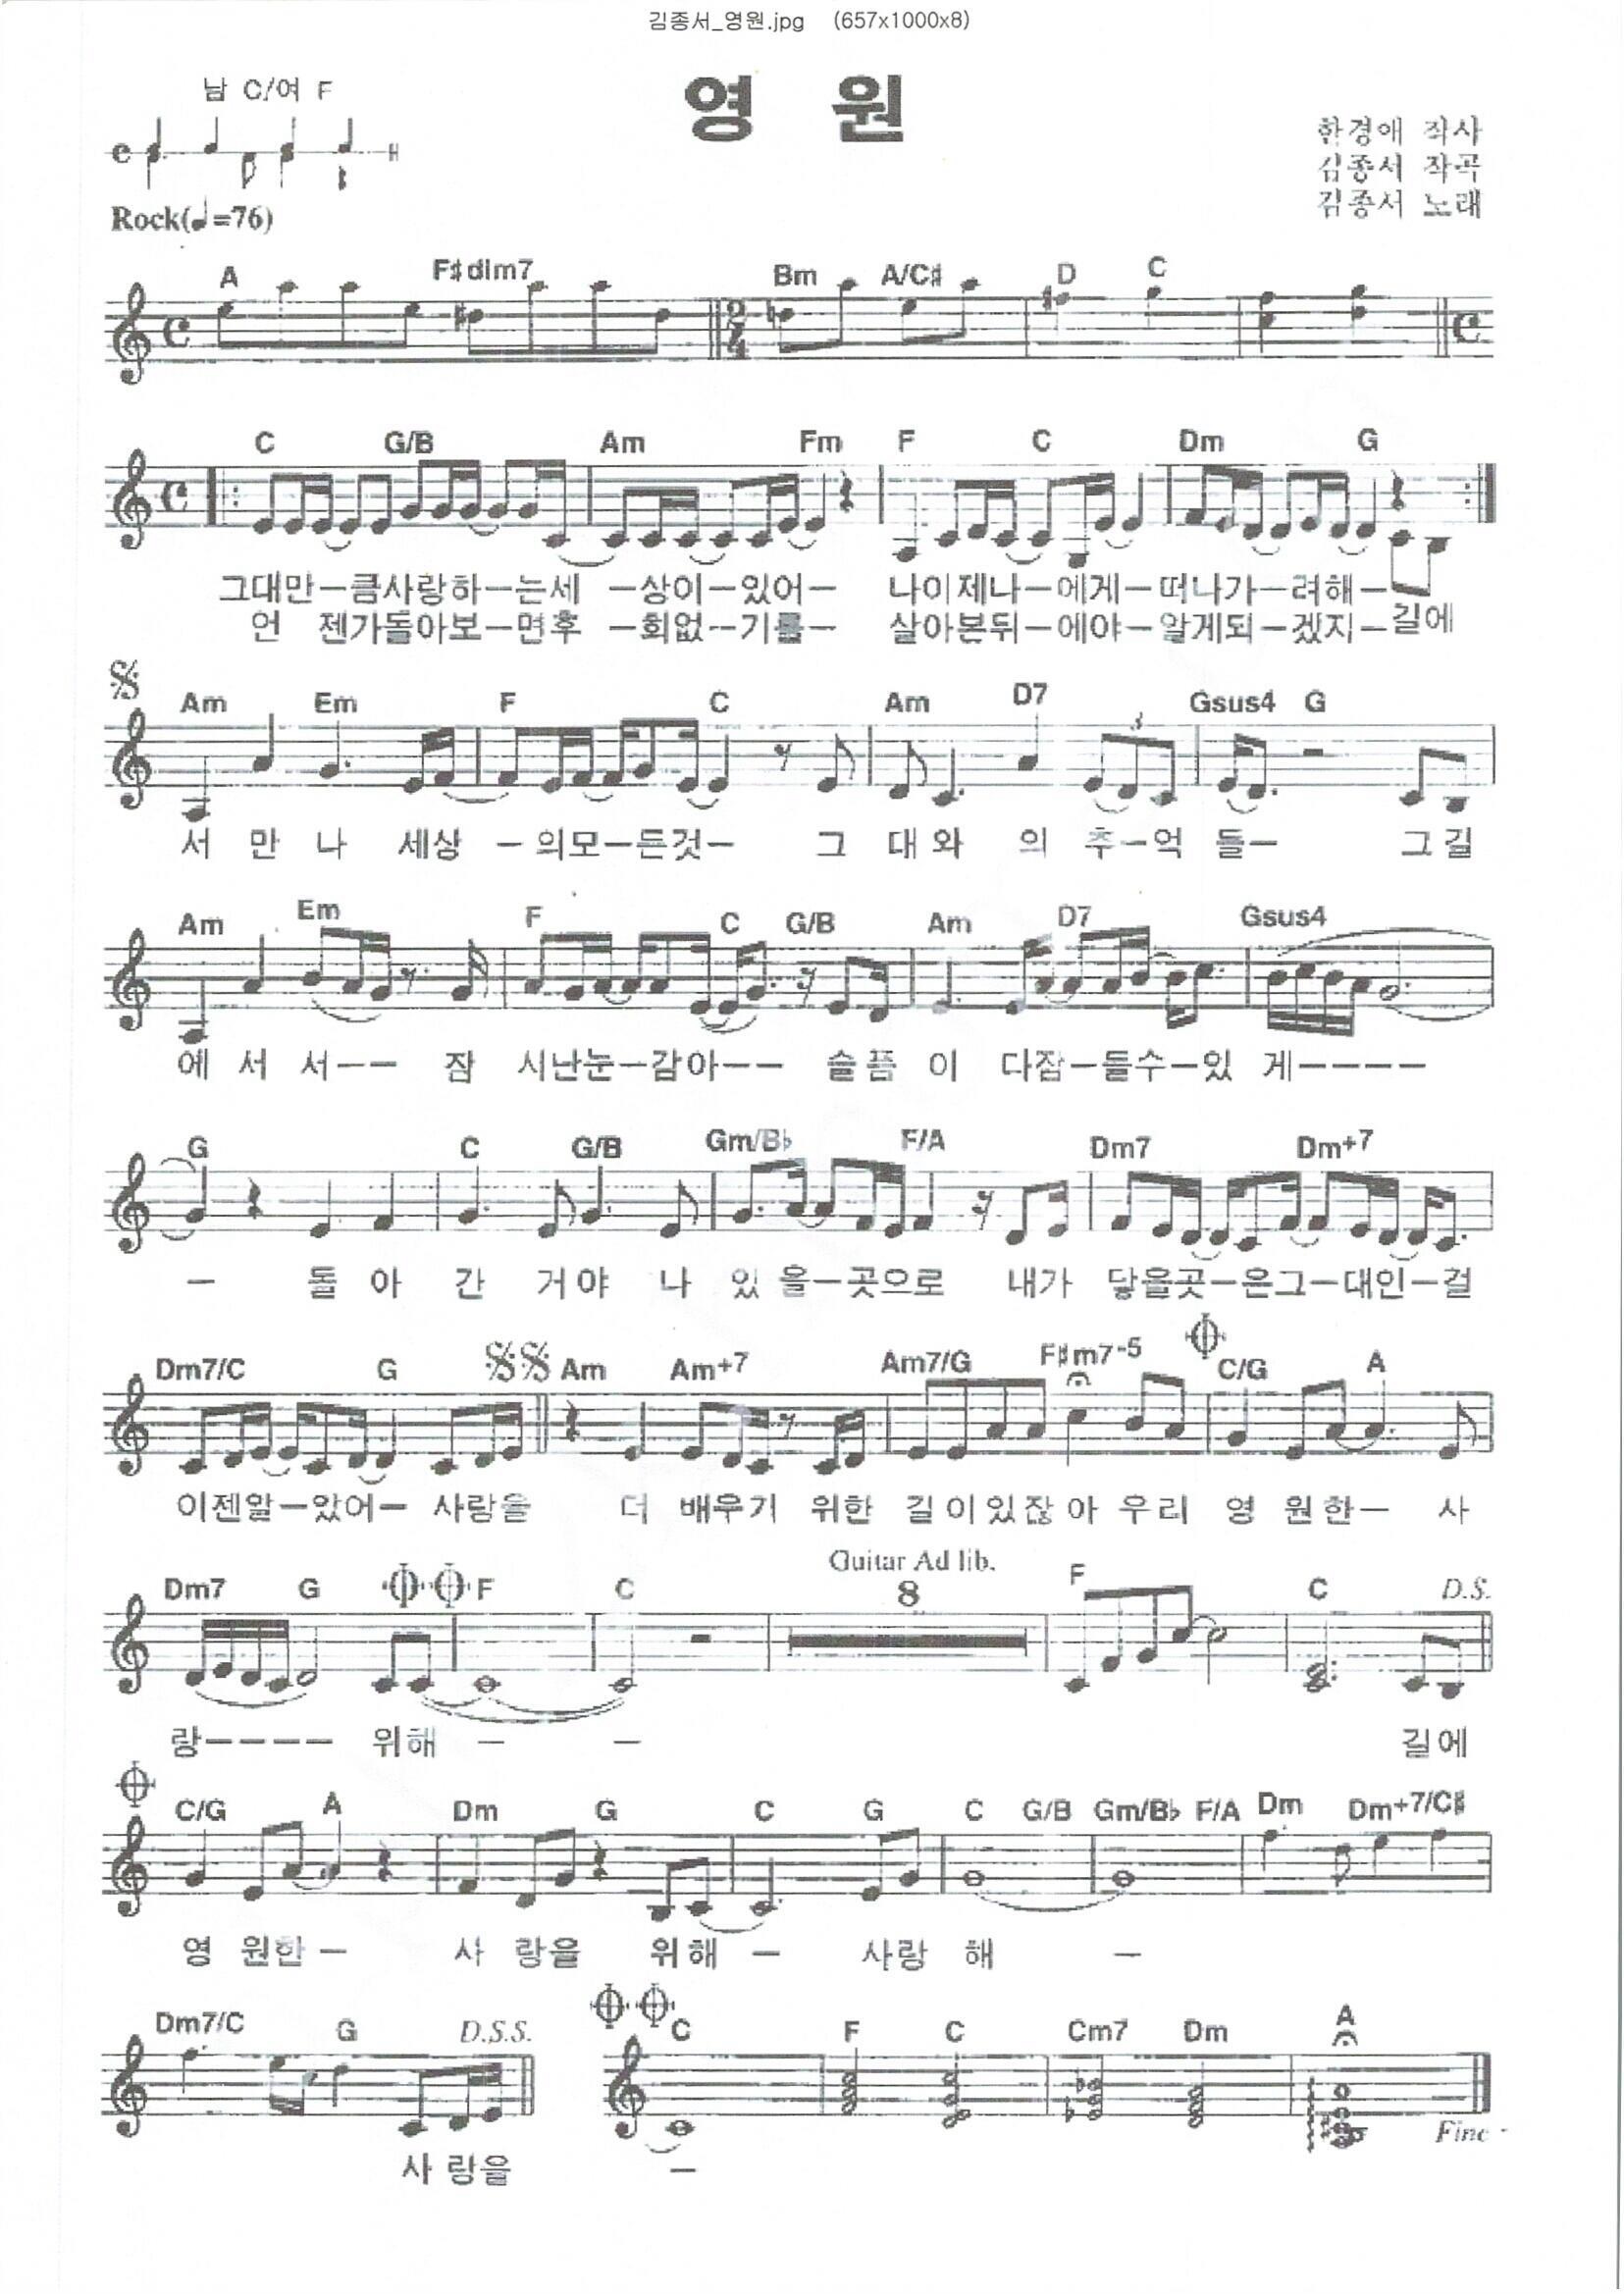 김종서_영원.jpg (657x1000x8)
남 C/여 F
영 원
한경애 작사
김종서 작곡
김종서 노래
Rock(♩=76)
A F♯dim7 Bm A/C♯ D C
2/4
C G/B Am Fm F C Dm G
그대만—큼사랑하—는세 —상이—있어— 나이제나—에게—떠나가—려해—
언 젠가돌아보—면후 —회없—기를— 살아본뒤—에야—알게되—겠지—길에
Am Em F C Am D7 Gsus4 G
3
서 만 나 세상 —의모—든것— 그 대와 의 추—억 들— 그길
Am Em F C G/B Am D7 Gsus4
에 서 서—— 잠 시난눈—감아—— 슬픔 이 다잠—들수—있 게————
G C G/B Gm/B♭ F/A Dm7 Dm+7
— 돌 아 간 거야 나 있 을—곳으로 내가 닿을곳—은그—대인—걸
Dm7/C G Am Am+7 Am7/G F♯m7-5 C/G A
이젠알—았어— 사랑을 더 배우기 위한 길이있잖아 우리 영 원한— 사
Guitar Ad lib.
Dm7 G F C 8 F C D.S.
랑———— 위해 — — 길에
C/G A Dm G C G C G/B Gm/B♭ F/A Dm Dm+7/C♯
영 원한— 사 랑을 위해 — 사랑 해 —
Dm7/C G D.S.S. C F C Cm7 Dm A
Fine
사 랑을 —